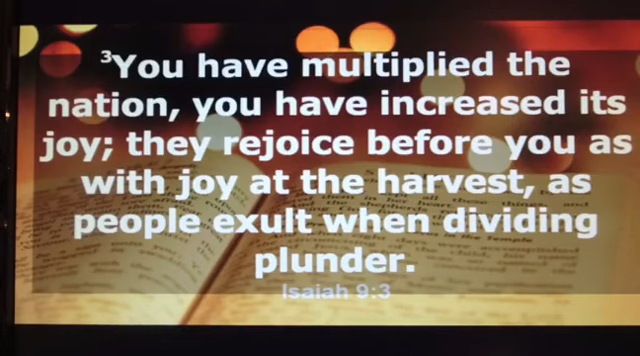 ³You have multiplied the
nation, you have increased its
joy; they rejoice before you as
with joy at the harvest, as
people exult when dividing
plunder.
Isaiah 9:3